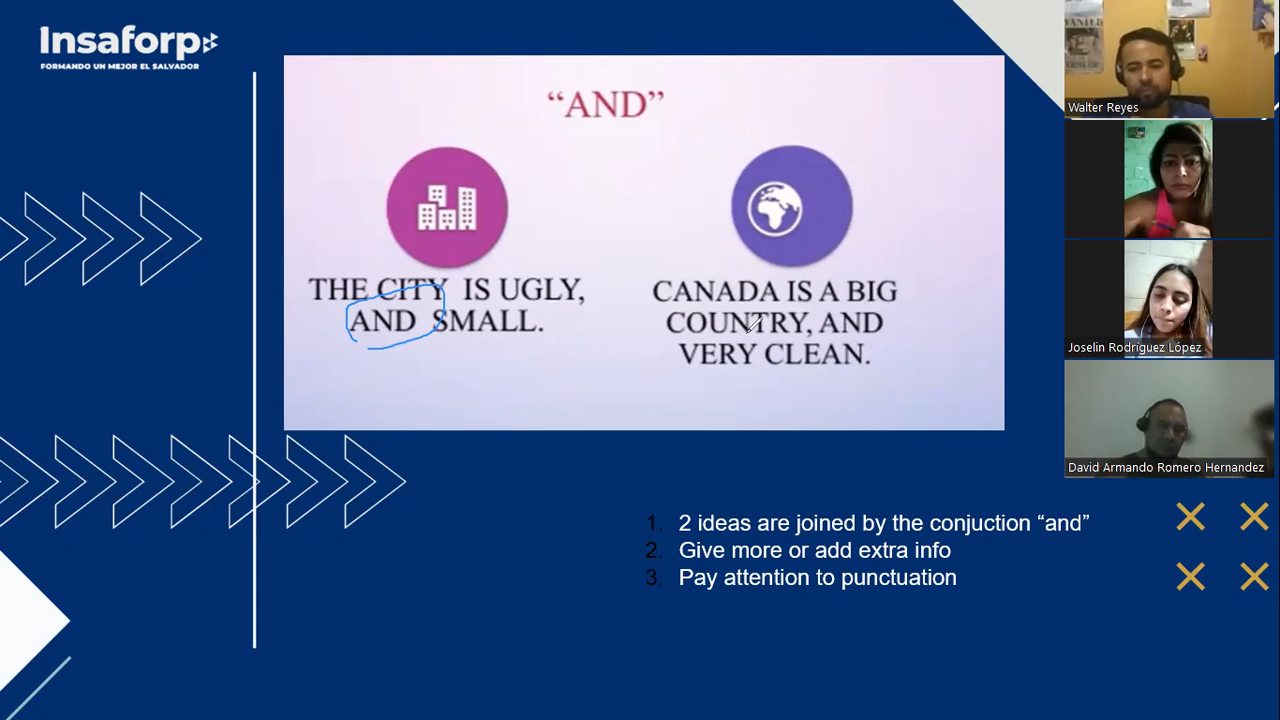 Insaforp
FORMANDO UN MEJOR EL SALVADOR
“AND”
THE CITY IS UGLY,
AND SMALL.
CANADA IS A BIG
COUNTRY, AND
VERY CLEAN.
1. 2 ideas are joined by the conjuction “and”
2. Give more or add extra info
3. Pay attention to punctuation
WANTED
Walter Reyes
Joselin Rodríguez López
David Armando Romero Hernandez